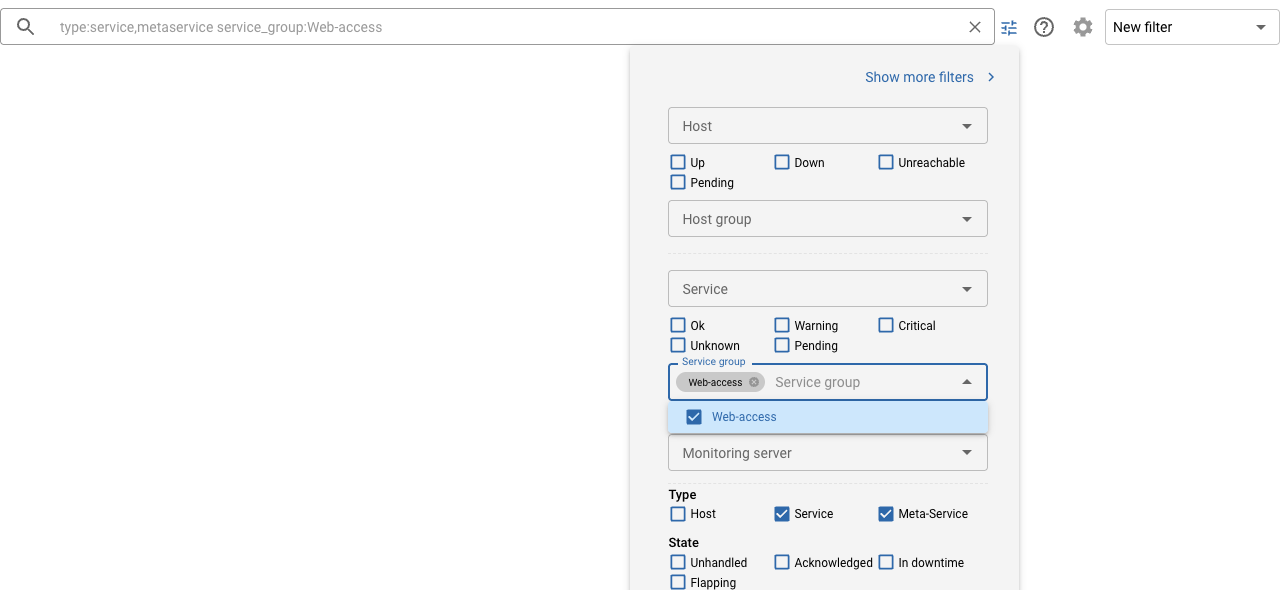 type:service,metaservice service_group:Web-access
New filter
Show more filters
Host
Up Down Unreachable
Pending
Host group
Service
Ok Warning Critical
Unknown Pending
Service group
Web-access Service group
Web-access
Monitoring server
Type
Host Service Meta-Service
State
Unhandled Acknowledged In downtime
Flapping